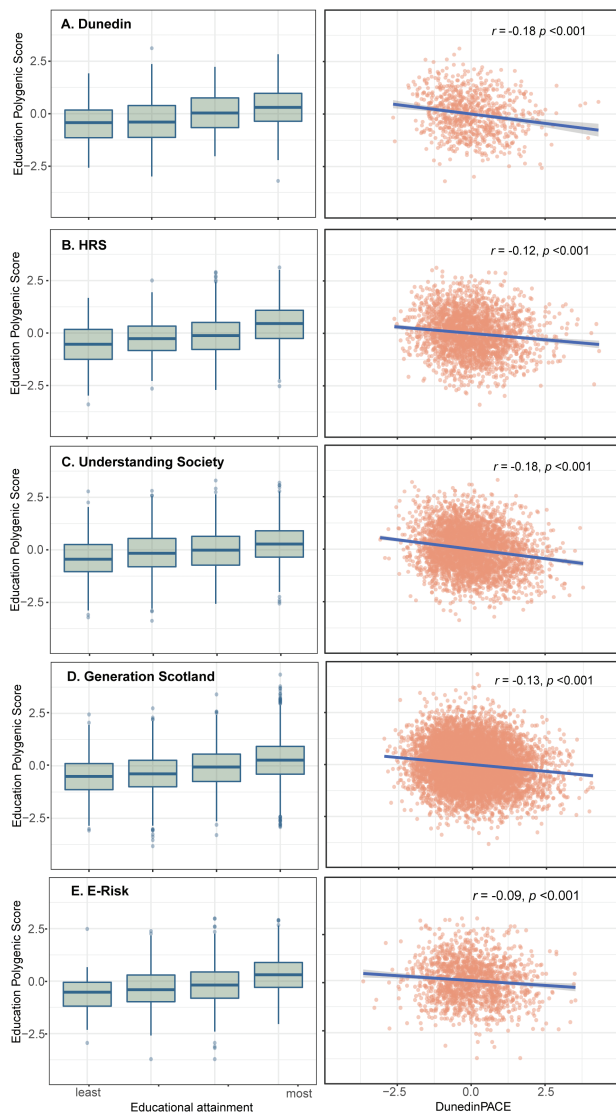 A. Dunedin
r = -0.18 p <0.001
Education Polygenic Score
2.5
0.0
−2.5
B. HRS
r = -0.12, p <0.001
Education Polygenic Score
2.5
0.0
−2.5
C. Understanding Society
r = -0.18, p <0.001
Education Polygenic Score
2.5
0.0
−2.5
D. Generation Scotland
r = -0.13, p <0.001
Education Polygenic Score
2.5
0.0
−2.5
E. E-Risk
r = -0.09, p <0.001
Education Polygenic Score
2.5
0.0
−2.5
least most
Educational attainment
−2.5 0.0 2.5
DunedinPACE